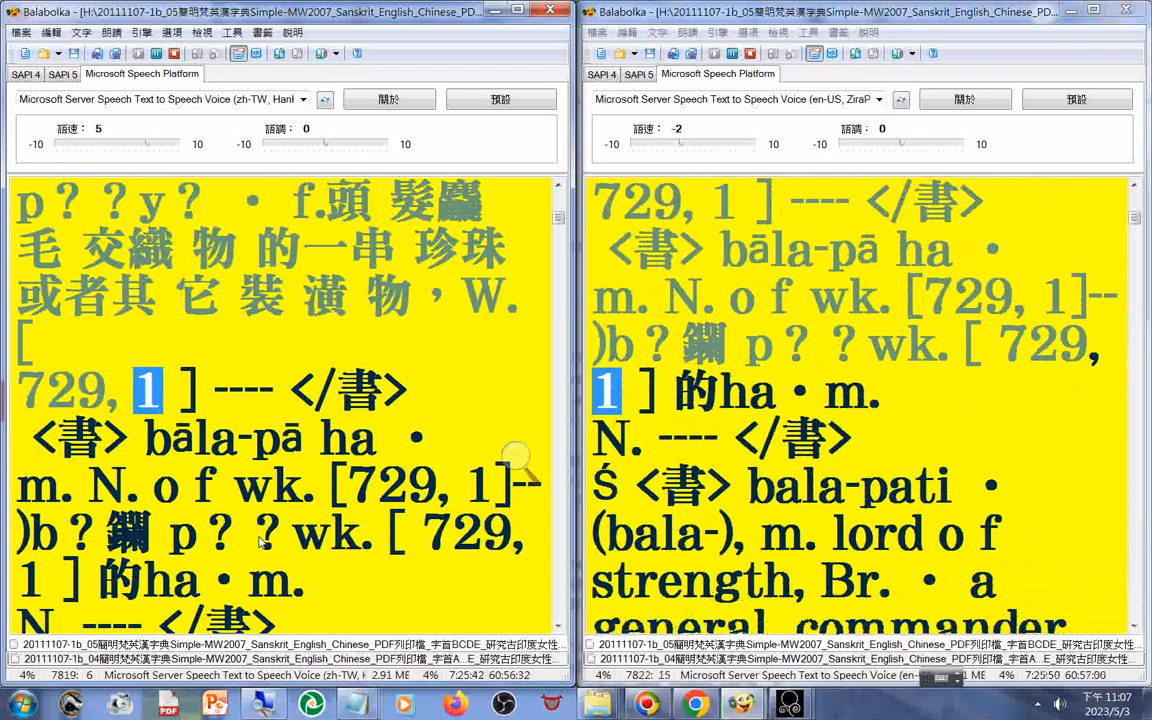 Balabolka - [H:\20111107-1b_05簡明梵英漢字典Simple-MW2007_Sanskrit_English_Chinese_PD...
檔案 編輯 文字 朗讀 引擎 選項 檢視 工具 書籤 說明
SAPI 4 SAPI 5 Microsoft Speech Platform
Microsoft Server Speech Text to Speech Voice (zh-TW, HanI 關於 預設
語速： 5 語調： 0
-10 10 -10 10
p？？y？ • f.頭 髮驫
毛 交織 物 的一串 珍珠
或者其 它 裝 潢 物，W.
[
729, 1 ] ---- </書>
<書> bāla-pā ha •
m. N. o f wk. [729, 1]--
)b？鑭 p？？wk. [ 729,
1 ] 的ha • m.
N. ---- </書>
20111107-1b_05簡明梵英漢字典Simple-MW2007_Sanskrit_English_Chinese_PDF列印檔_字首BCDE_研究古印度女性...
20111107-1b_04簡明梵英漢字典Simple-MW2007_Sanskrit_English_Chinese_PDF列印檔_字首A...E_研究古印度女性...
4% 7819: 6 Microsoft Server Speech Text to Speech Voice (zh-TW, H 2.91 MB 4% 7:25:42 60:56:32
Balabolka - [H:\20111107-1b_05簡明梵英漢字典Simple-MW2007_Sanskrit_English_Chinese_PD...
檔案 編輯 文字 朗讀 引擎 選項 檢視 工具 書籤 說明
SAPI 4 SAPI 5 Microsoft Speech Platform
Microsoft Server Speech Text to Speech Voice (en-US, ZiraP 關於 預設
語速： -2 語調： 0
-10 10 -10 10
729, 1 ] ---- </書>
<書> bāla-pā ha •
m. N. o f wk. [729, 1]--
)b？鑭 p？？wk. [ 729,
1 ] 的ha • m.
N. ---- </書>
Ś <書> bala-pati •
(bala-), m. lord o f
strength, Br. • a
general, commander
20111107-1b_05簡明梵英漢字典Simple-MW2007_Sanskrit_English_Chinese_PDF列印檔_字首BCDE_研究古印度女性...
20111107-1b_04簡明梵英漢字典Simple-MW2007_Sanskrit_English_Chinese_PDF列印檔_字首A...E_研究古印度女性...
4% 7822: 15 Microsoft Server Speech Text to Speech 4% 7:25:50 60:57:00
PDF
下午 11:07
2023/5/3